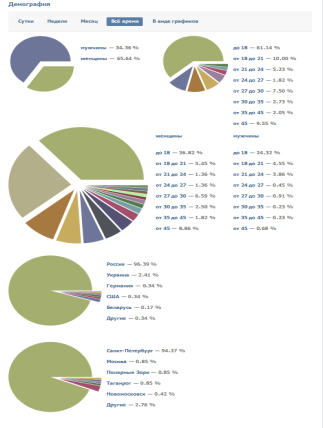 Демография
Сутки Неделя Месяц Всё время В виде графиков
мужчины — 34.36 %
женщины — 65.64 %
до 18 — 61.14 %
от 18 до 21 — 10.00 %
от 21 до 24 — 5.23 %
от 24 до 27 — 1.82 %
от 27 до 30 — 7.50 %
от 30 до 35 — 2.73 %
от 35 до 45 — 2.05 %
от 45 — 9.55 %
женщины
до 18 — 36.82 %
от 18 до 21 — 5.45 %
от 21 до 24 — 1.36 %
от 24 до 27 — 1.36 %
от 27 до 30 — 6.59 %
от 30 до 35 — 2.50 %
от 35 до 45 — 1.82 %
от 45 — 8.86 %
мужчины
до 18 — 24.32 %
от 18 до 21 — 4.55 %
от 21 до 24 — 3.86 %
от 24 до 27 — 0.45 %
от 27 до 30 — 0.91 %
от 30 до 35 — 0.23 %
от 35 до 45 — 0.23 %
от 45 — 0.68 %
Россия — 96.39 %
Украина — 2.41 %
Германия — 0.34 %
США — 0.34 %
Беларусь — 0.17 %
Другие — 0.34 %
Санкт-Петербург — 94.37 %
Москва — 0.85 %
Полярные Зори — 0.85 %
Таганрог — 0.85 %
Новомосковск — 0.42 %
Другие — 2.76 %